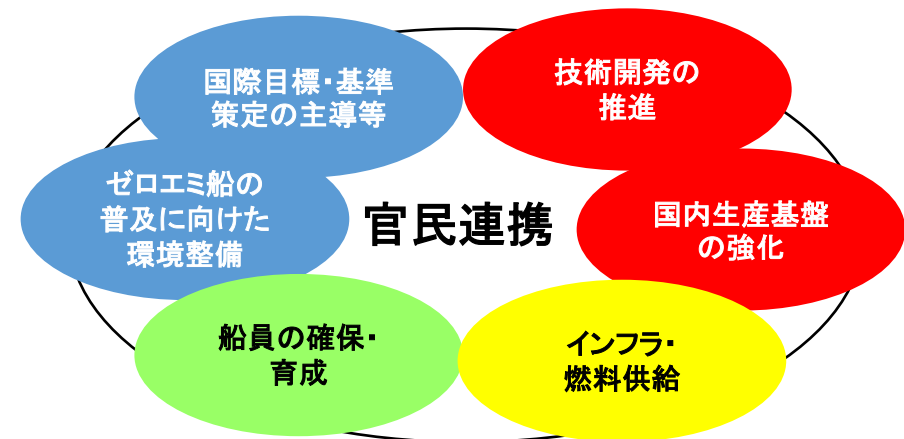 国際目標・基準
策定の主導等
技術開発の
推進
ゼロエミ船の
普及に向けた
環境整備
官民連携
国内生産基盤
の強化
船員の確保・
育成
インフラ・
燃料供給